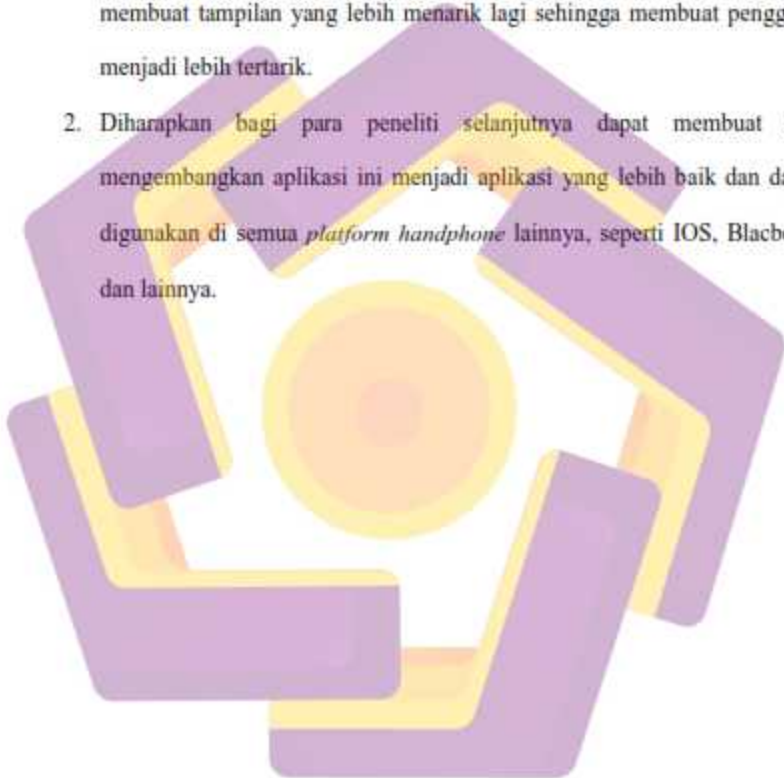 membuat tampilan yang lebih menarik lagi sehingga membuat pengg
menjadi lebih tertarik.
2. Diharapkan bagi para peneliti selanjutnya dapat membuat
mengembangkan aplikasi ini menjadi aplikasi yang lebih baik dan da
digunakan di semua platform handphone lainnya, seperti IOS, Blacbe
dan lainnya.